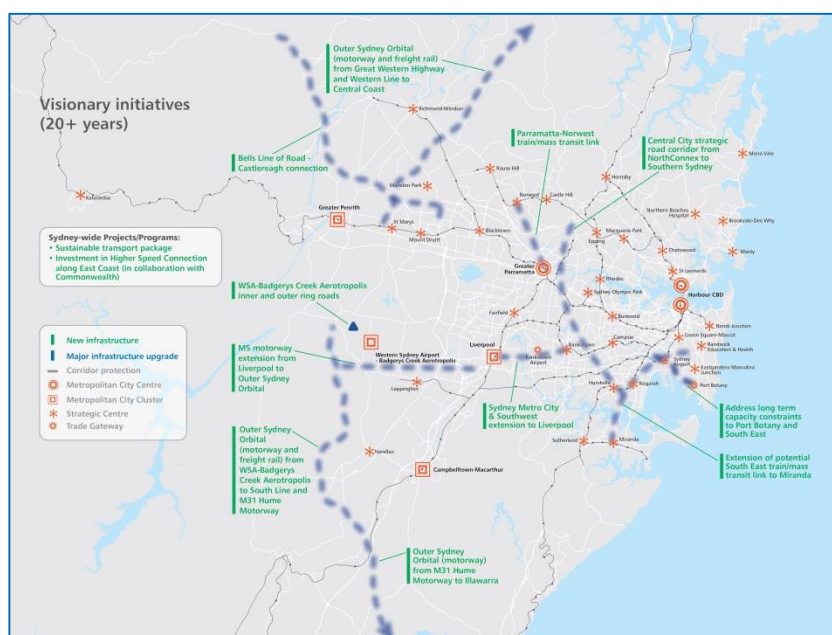 Visionary initiatives
(20+ years)
Outer Sydney Orbital
(motorway and freight rail)
from Great Western Highway
and Western Line to
Central Coast
Bells Line of Road -
Castlereagh connection
Parramatta-Norwest
train/mass transit link
Central City strategic
road corridor from
NorthConnex to
Southern Sydney
Richmond-Windsor
Marsden Park
Rouse Hill
Norwest
Castle Hill
Hornsby
Mona Vale
Katoomba
Greater Penrith
St Marys
Mount Druitt
Blacktown
Epping
Macquarie Park
Northern Beaches
Hospital
Brookvale-Dee Why
Chatswood
Manly
Sydney-wide Projects/Programs:
• Sustainable transport package
• Investment in Higher Speed Connection
along East Coast (in collaboration with
Commonwealth)
WSA-Badgerys Creek Aerotropolis
inner and outer ring roads
Greater
Parramatta
Rhodes
Sydney Olympic Park
St Leonards
Harbour CBD
Fairfield
Burwood
Bondi Junction
Green Square-Mascot
Randwick
Education & Health
Western Sydney Airport
- Badgerys Creek Aerotropolis
Liverpool
Bankstown
Airport
Bankstown
Campsie
Sydney
Airport
Eastgardens-Maroubra
Junction
Port Botany
New infrastructure
Major infrastructure upgrade
Corridor protection
Metropolitan City Centre
Metropolitan City Cluster
Strategic Centre
Trade Gateway
M5 motorway
extension from
Liverpool to
Outer Sydney
Orbital
Leppington
Hurstville
Kogarah
Sydney Metro City
& Southwest
extension to Liverpool
Address long term
capacity constraints
to Port Botany and
South East
Outer Sydney
Orbital
(motorway
and freight
rail) from
WSA-Badgerys
Creek Aerotropolis
to South Line and
M31 Hume
Motorway
Narellan
Campbelltown-Macarthur
Sutherland
Miranda
Extension of potential
South East train/mass
transit link to Miranda
Outer Sydney
Orbital (motorway)
from M31 Hume
Motorway to Illawarra